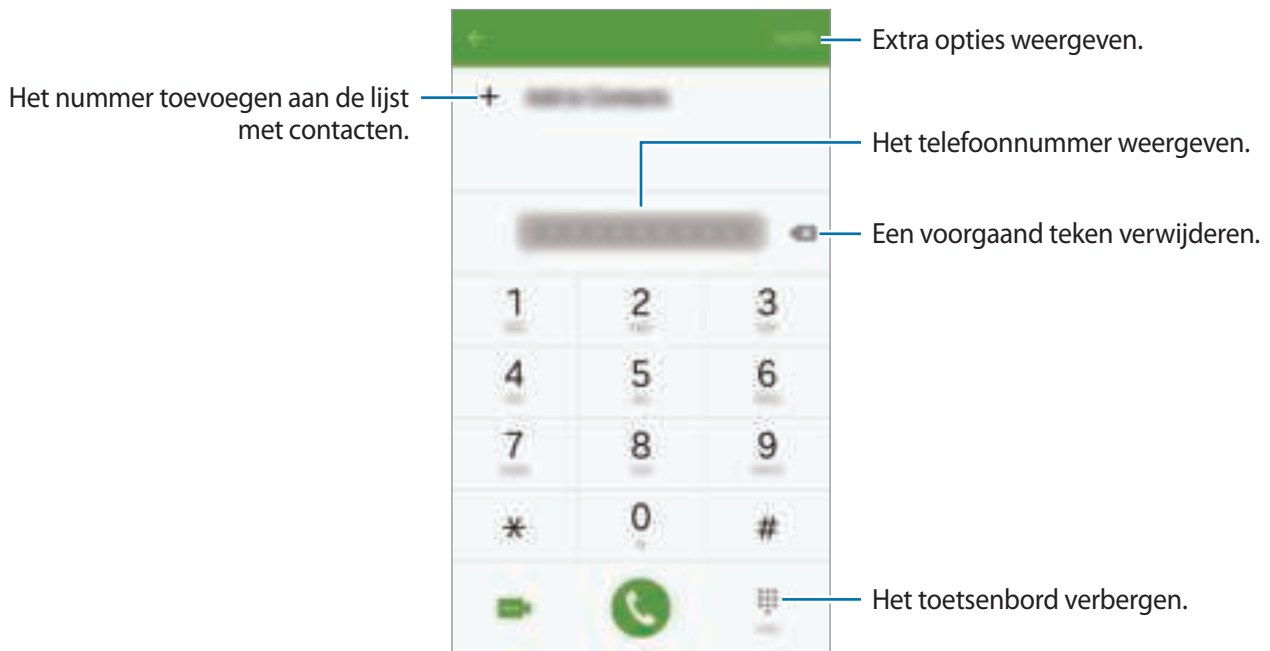 Extra opties weergeven.
Het nummer toevoegen aan de lijst
met contacten.
Het telefoonnummer weergeven.
Een voorgaand teken verwijderen.
1 2 3
4 5 6
7 8 9
* 0 #
Het toetsenbord verbergen.